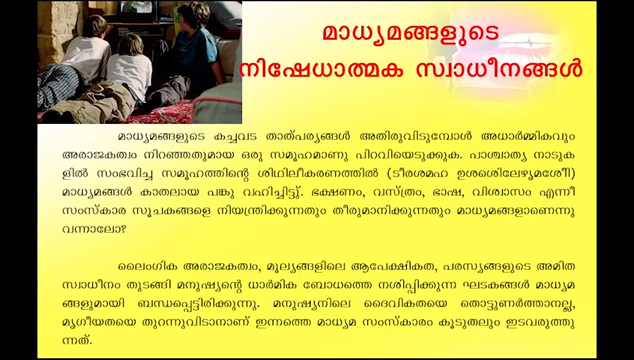 മാധ്യമങ്ങളുടെ
നിഷേധാത്മക സ്വാധീനങ്ങൾ
മാധ്യമങ്ങളുടെ കച്ചവട താത്പര്യങ്ങൾ അതിരുവിടുമ്പോൾ അധാർമ്മികവും
അരാജകത്വം നിറഞ്ഞതുമായ ഒരു സമൂഹമാണു പിറവിയെടുക്കുക. പാശ്ചാത്യ നാടുക
ളിൽ സംഭവിച്ച സമൂഹത്തിന്റെ ശിഥിലീകരണത്തിൽ
മാധ്യമങ്ങൾ കാതലായ പങ്കു വഹിച്ചിട്ടു്. ഭക്ഷണം, വസ്ത്രം, ഭാഷ, വിശ്വാസം എന്നീ
സംസ്കാര സൂചകങ്ങളെ നിയന്ത്രിക്കുന്നതും തീരുമാനിക്കുന്നതും മാധ്യമങ്ങളാണെന്നു
വന്നാലോ?
ലൈംഗിക അരാജകത്വം, മൂല്യങ്ങളിലെ ആപേക്ഷികത, പരസ്യങ്ങളുടെ അമിത
സ്വാധീനം തുടങ്ങി മനുഷ്യന്റെ ധാർമിക ബോധത്തെ നശിപ്പിക്കുന്ന ഘടകങ്ങൾ മാധ്യമ
ങ്ങളുമായി ബന്ധപ്പെട്ടിരിക്കുന്നു. മനുഷ്യനിലെ ദൈവികതയെ തൊട്ടുണർത്താനല്ല,
മൃഗീയതയെ തുറന്നുവിടാനാണ് ഇന്നത്തെ മാധ്യമ സംസ്കാരം കൂടുതലും ഇടവരുത്തു
ന്നത്.